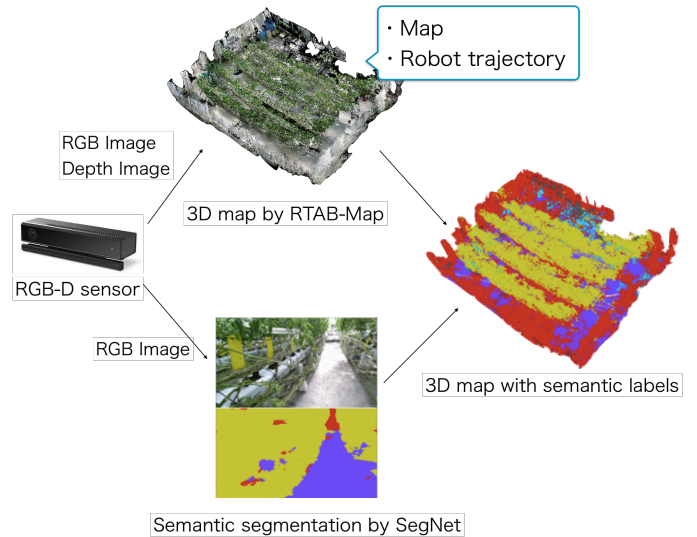 ・Map
・Robot trajectory
RGB Image
Depth Image
3D map by RTAB-Map
RGB-D sensor
RGB Image
3D map with semantic labels
Semantic segmentation by SegNet